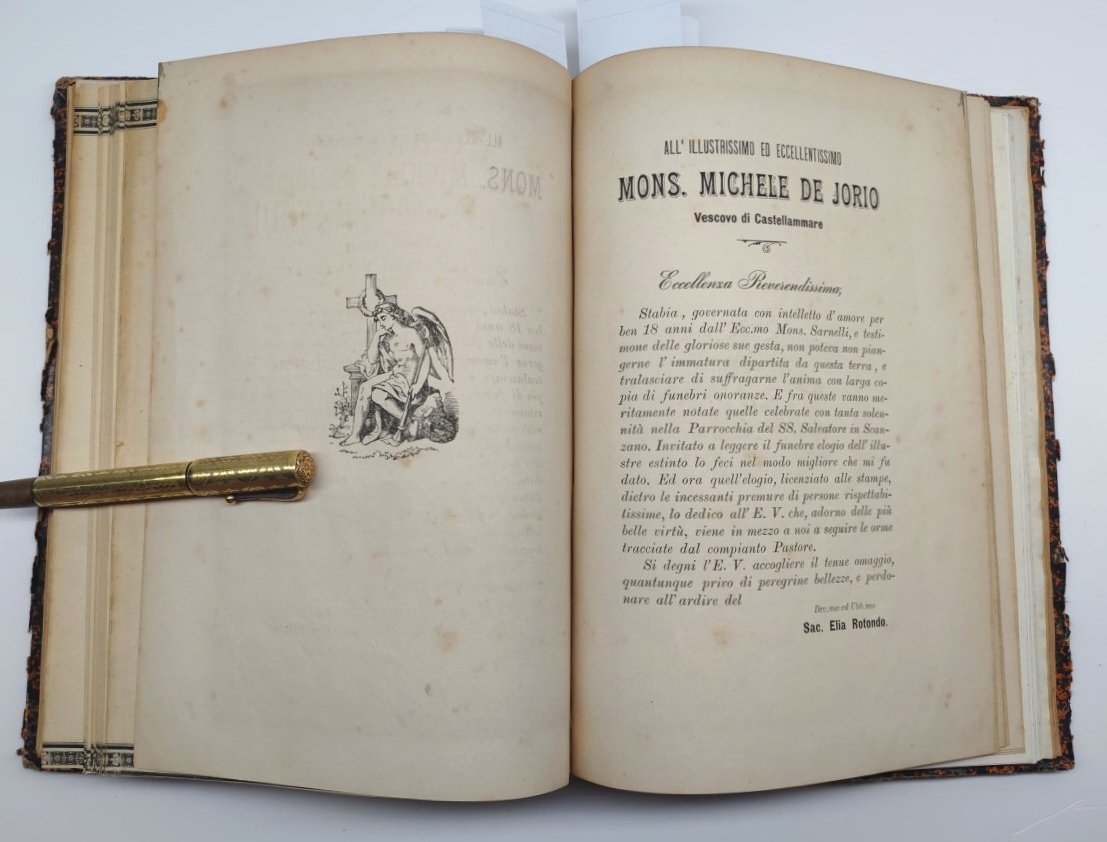 ALL' ILLUSTRISSIMO ED ECCELLENTISSIMO
MONS. MICHELE DE JORIO
Vescovo di Castellammare
Eccellenza Reverendissima,
Stabia, governata con intelletto d'amore per
ben 18 anni dall' Ecc.mo Mons. Sarnelli, e testi-
mone delle gloriose sue gesta, non poteva non pian-
gerne l'immatura dipartita da questa terra, e
tralasciare di suffragarne l'anima con larga co-
pia di funebri onoranze. E fra queste vanno me-
ritamente notate quelle celebrate con tanta solen-
nità nella Parrocchia del SS. Salvatore in Scan-
zano. Invitato a leggere il funebre elogio dell' illu-
stre estinto lo feci nel modo migliore che mi fu
dato. Ed ora quell'elogio, licenziato alle stampe,
dietro le incessanti premure di persone rispettabi-
tissime, lo dedico all' E. V. che, adorno delle più
belle virtù, viene in mezzo a noi a seguire le orme
tracciate dal compianto Pastore.
Si degni l'E. V. accogliere il tenue omaggio,
quantunque privo di peregrine bellezze, e perdo-
nare all' ardire del
Dev.mo ed Ubb.mo
Sac. Elia Rotondo.